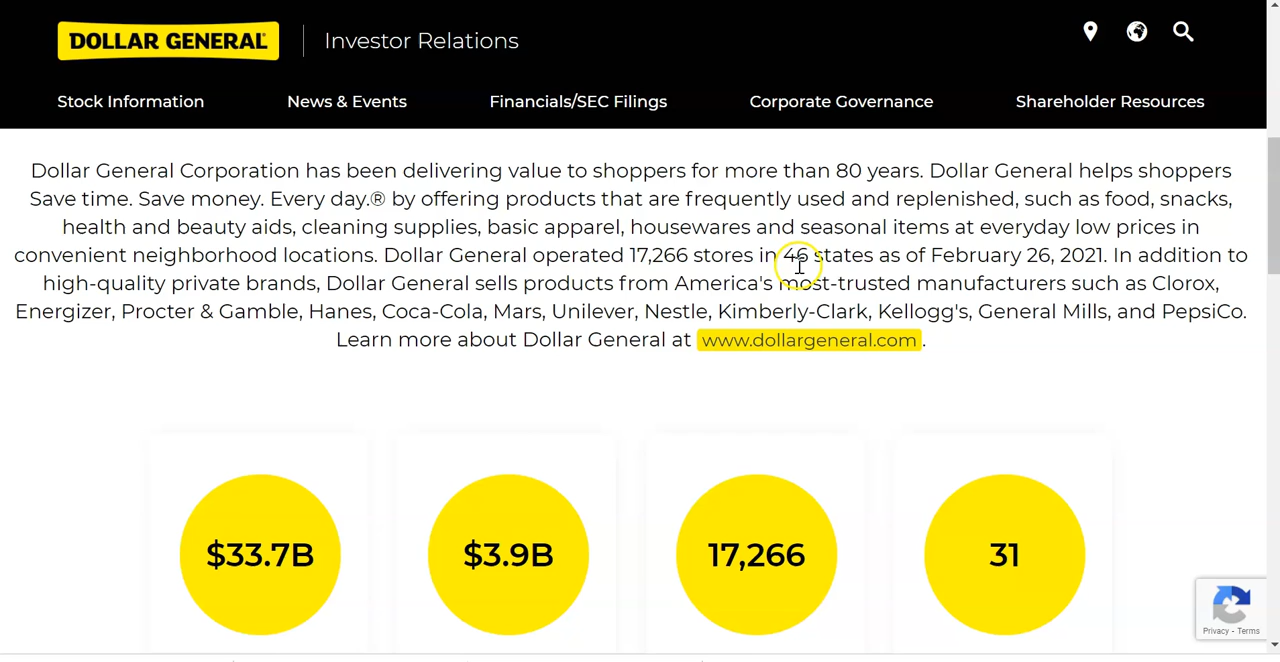 DOLLAR GENERAL® Investor Relations
Stock Information News & Events Financials/SEC Filings Corporate Governance Shareholder Resources
Dollar General Corporation has been delivering value to shoppers for more than 80 years. Dollar General helps shoppers
Save time. Save money. Every day.® by offering products that are frequently used and replenished, such as food, snacks,
health and beauty aids, cleaning supplies, basic apparel, housewares and seasonal items at everyday low prices in
convenient neighborhood locations. Dollar General operated 17,266 stores in 46 states as of February 26, 2021. In addition to
high-quality private brands, Dollar General sells products from America's most-trusted manufacturers such as Clorox,
Energizer, Procter & Gamble, Hanes, Coca-Cola, Mars, Unilever, Nestle, Kimberly-Clark, Kellogg's, General Mills, and PepsiCo.
Learn more about Dollar General at www.dollargeneral.com.
$33.7B $3.9B 17,266 31
Privacy - Terms